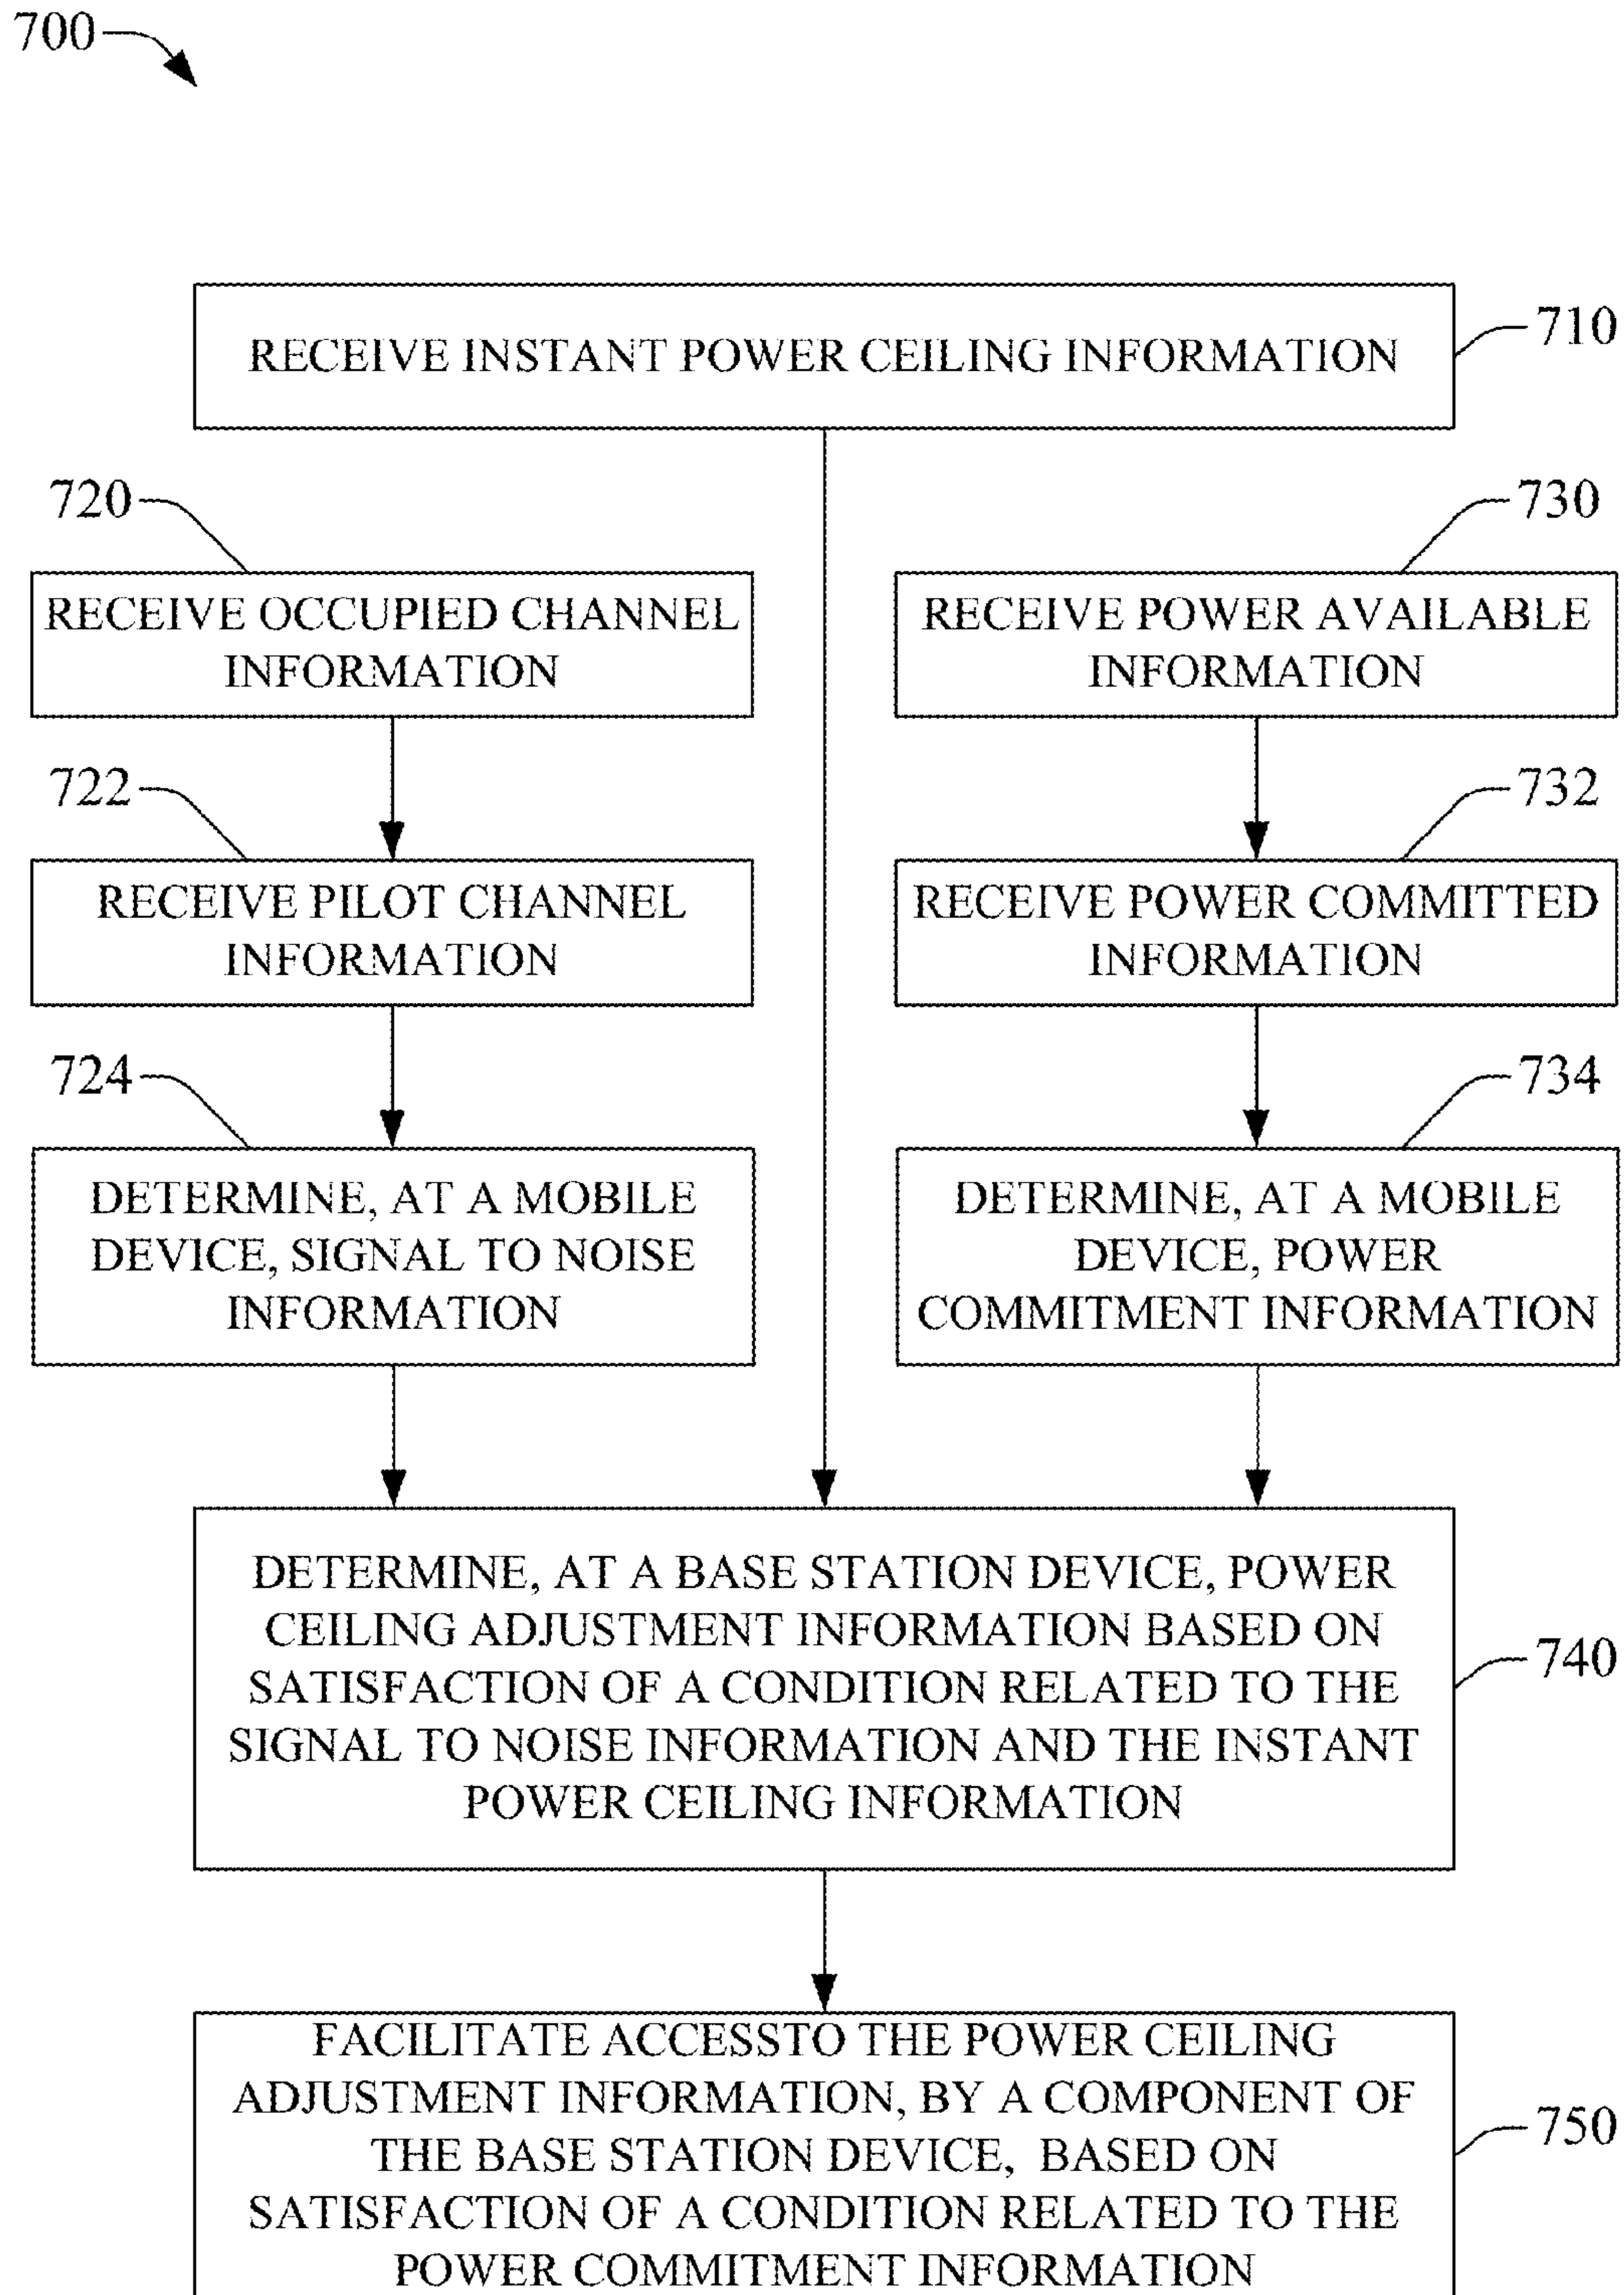 700
RECEIVE INSTANT POWER CEILING INFORMATION
710
720
730
RECEIVE OCCUPIED CHANNEL
INFORMATION
RECEIVE POWER AVAILABLE
INFORMATION
722
732
RECEIVE PILOT CHANNEL
INFORMATION
RECEIVE POWER COMMITTED
INFORMATION
724
734
DETERMINE, AT A MOBILE
DEVICE, SIGNAL TO NOISE
INFORMATION
DETERMINE, AT A MOBILE
DEVICE, POWER
COMMITMENT INFORMATION
DETERMINE, AT A BASE STATION DEVICE, POWER
CEILING ADJUSTMENT INFORMATION BASED ON
SATISFACTION OF A CONDITION RELATED TO THE
SIGNAL TO NOISE INFORMATION AND THE INSTANT
POWER CEILING INFORMATION
740
FACILITATE ACCESSTO THE POWER CEILING
ADJUSTMENT INFORMATION, BY A COMPONENT OF
THE BASE STATION DEVICE, BASED ON
SATISFACTION OF A CONDITION RELATED TO THE
POWER COMMITMENT INFORMATION
750